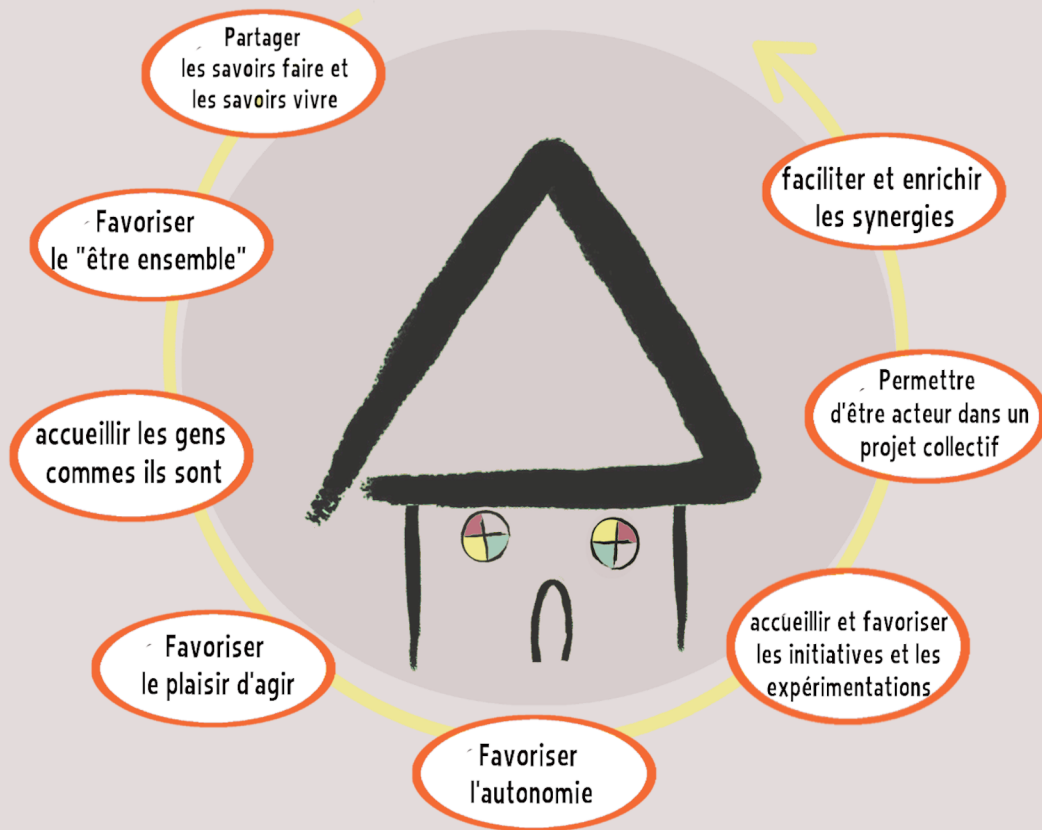 Partager
les savoirs faire et
les savoirs vivre
Favoriser
le "être ensemble"
accueillir les gens
commes ils sont
Favoriser
le plaisir d'agir
Favoriser
l'autonomie
accueillir et favoriser
les initiatives et les
expérimentations
Permettre
d'être acteur dans un
projet collectif
faciliter et enrichir
les synergies